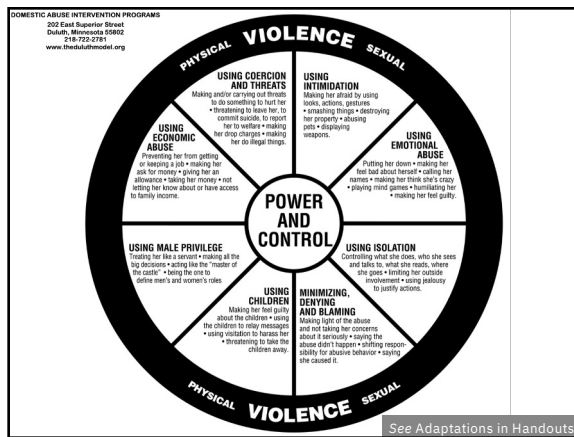 DOMESTIC ABUSE INTERVENTION PROGRAMS
202 East Superior Street
Duluth, Minnesota 55802
218-722-2781
www.theduluthmodel.org
PHYSICAL VIOLENCE SEXUAL
USING COERCION
AND THREATS
Making and/or carrying out threats
to do something to hurt her
• threatening to leave her, to
commit suicide, to report
her to welfare • making
her drop charges • making
her do illegal things.
USING
INTIMIDATION
Making her afraid by using
looks, actions, gestures
• smashing things • destroying
her property • abusing
pets • displaying
weapons.
USING
EMOTIONAL
ABUSE
Putting her down • making her
feel bad about herself • calling her
names • making her think she's crazy
• playing mind games • humiliating her
• making her feel guilty.
USING ISOLATION
Controlling what she does, who she sees
and talks to, what she reads, where
she goes • limiting her outside
involvement • using jealousy
to justify actions.
MINIMIZING,
DENYING
AND BLAMING
Making light of the abuse
and not taking her concerns
about it seriously • saying the
abuse didn't happen • shifting respon-
sibility for abusive behavior • saying
she caused it.
USING
CHILDREN
Making her feel guilty
about the children • using
the children to relay messages
• using visitation to harass her
• threatening to take the
children away.
USING MALE PRIVILEGE
Treating her like a servant • making all the
big decisions • acting like the "master of
the castle" • being the one to
define men's and women's roles
USING
ECONOMIC
ABUSE
Preventing her from getting
or keeping a job • making her
ask for money • giving her an
allowance • taking her money • not
letting her know about or have access
to family income.
POWER
AND
CONTROL
PHYSICAL VIOLENCE SEXUAL
See Adaptations in Handouts